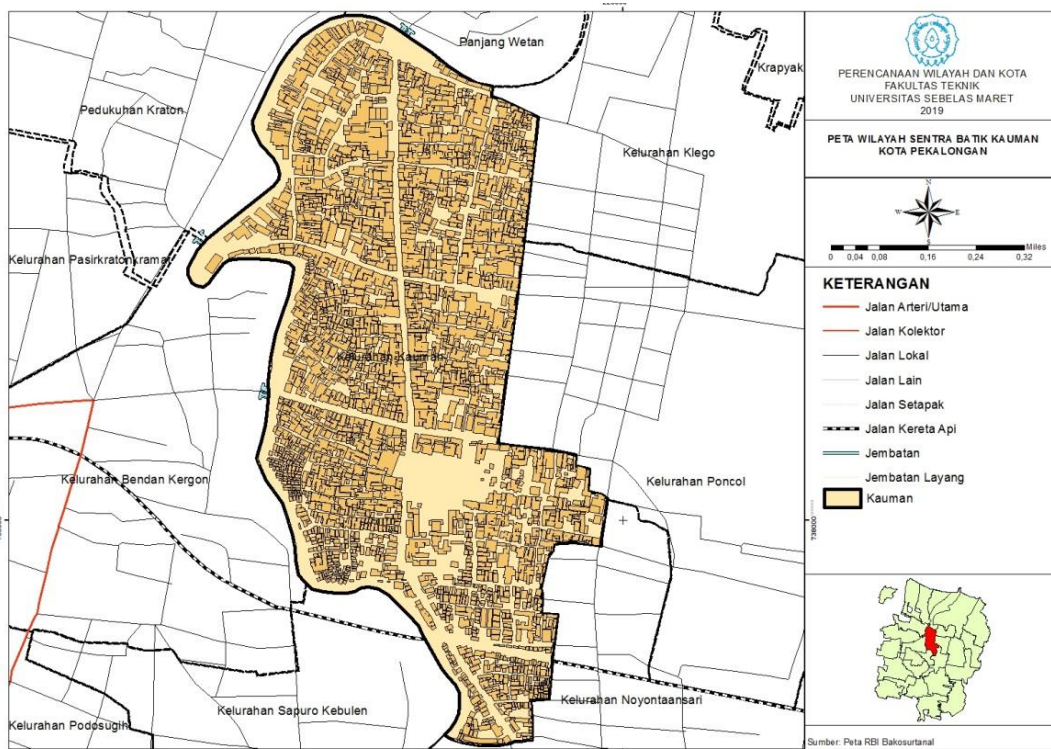 Panjang Wetan
Krapyak
Pedukuhan Kraton
Kelurahan Klego
Kelurahan Pasirkratonkrama
Kelurahan Kauman
Kelurahan Bendan Kergon
Kelurahan Poncol
Kelurahan Podosugih
Kelurahan Sapuro Kebulen
Kelurahan Noyontaansari
738000
PERENCANAAN WILAYAH DAN KOTA
FAKULTAS TEKNIK
UNIVERSITAS SEBELAS MARET
2019
PETA WILAYAH SENTRA BATIK KAUMAN
KOTA PEKALONGAN
N
W E
S
0 0,04 0,08 0,16 0,24 0,32 Miles
KETERANGAN
Jalan Arteri/Utama
Jalan Kolektor
Jalan Lokal
Jalan Lain
Jalan Setapak
Jalan Kereta Api
Jembatan
Jembatan Layang
Kauman
Sumber: Peta RBI Bakosurtanal